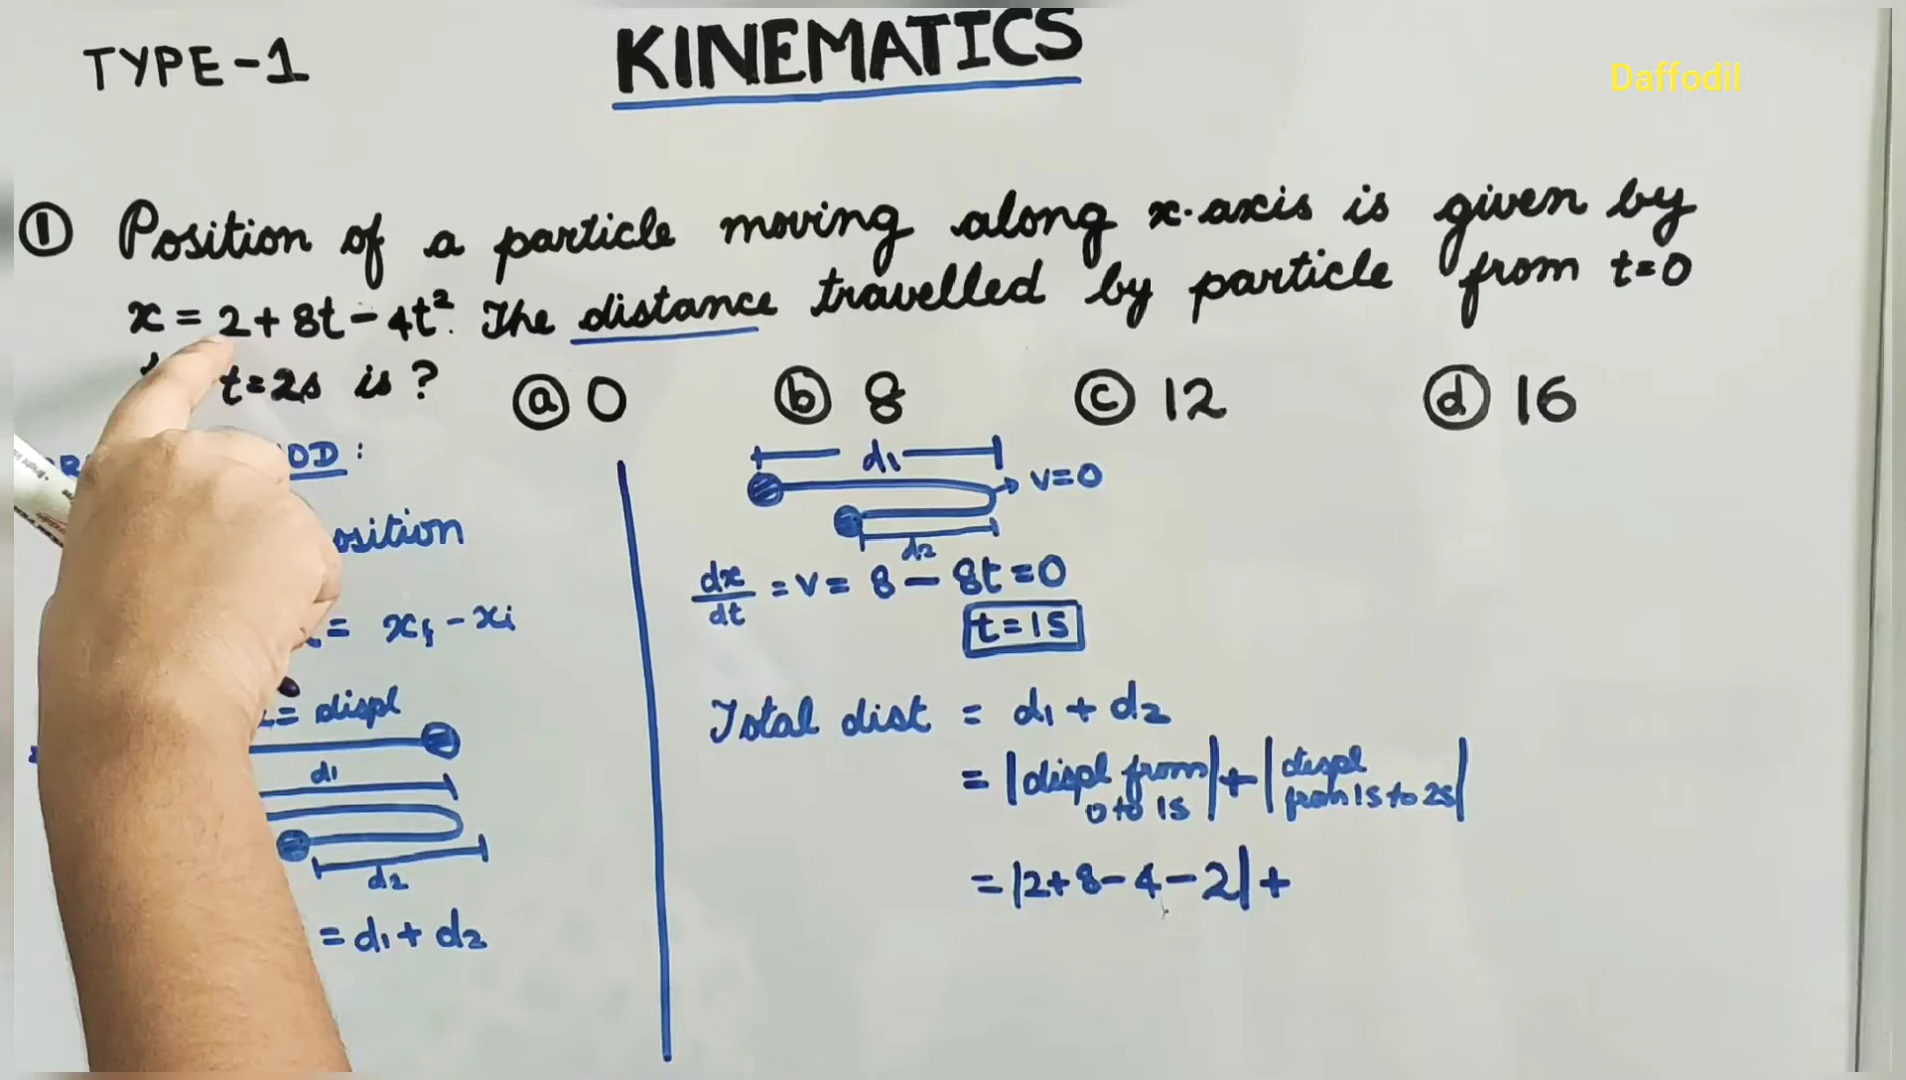 TYPE-1
KINEMATICS
Daffodil
① Position of a particle moving along x-axis is given by
x = 2 + 8t - 4t². The distance travelled by particle from t=0
t=2s is ?
ⓐ 0
ⓑ 8
ⓒ 12
ⓓ 16
OD :
osition
= xf - xi
= displ
d1
d2
= d1 + d2
d1
v=0
d2
dx/dt = v = 8 - 8t = 0
t=1s
Total dist = d1 + d2
= |displ from 0 to 1s| + |displ from 1s to 2s|
= |2+8-4-2| +